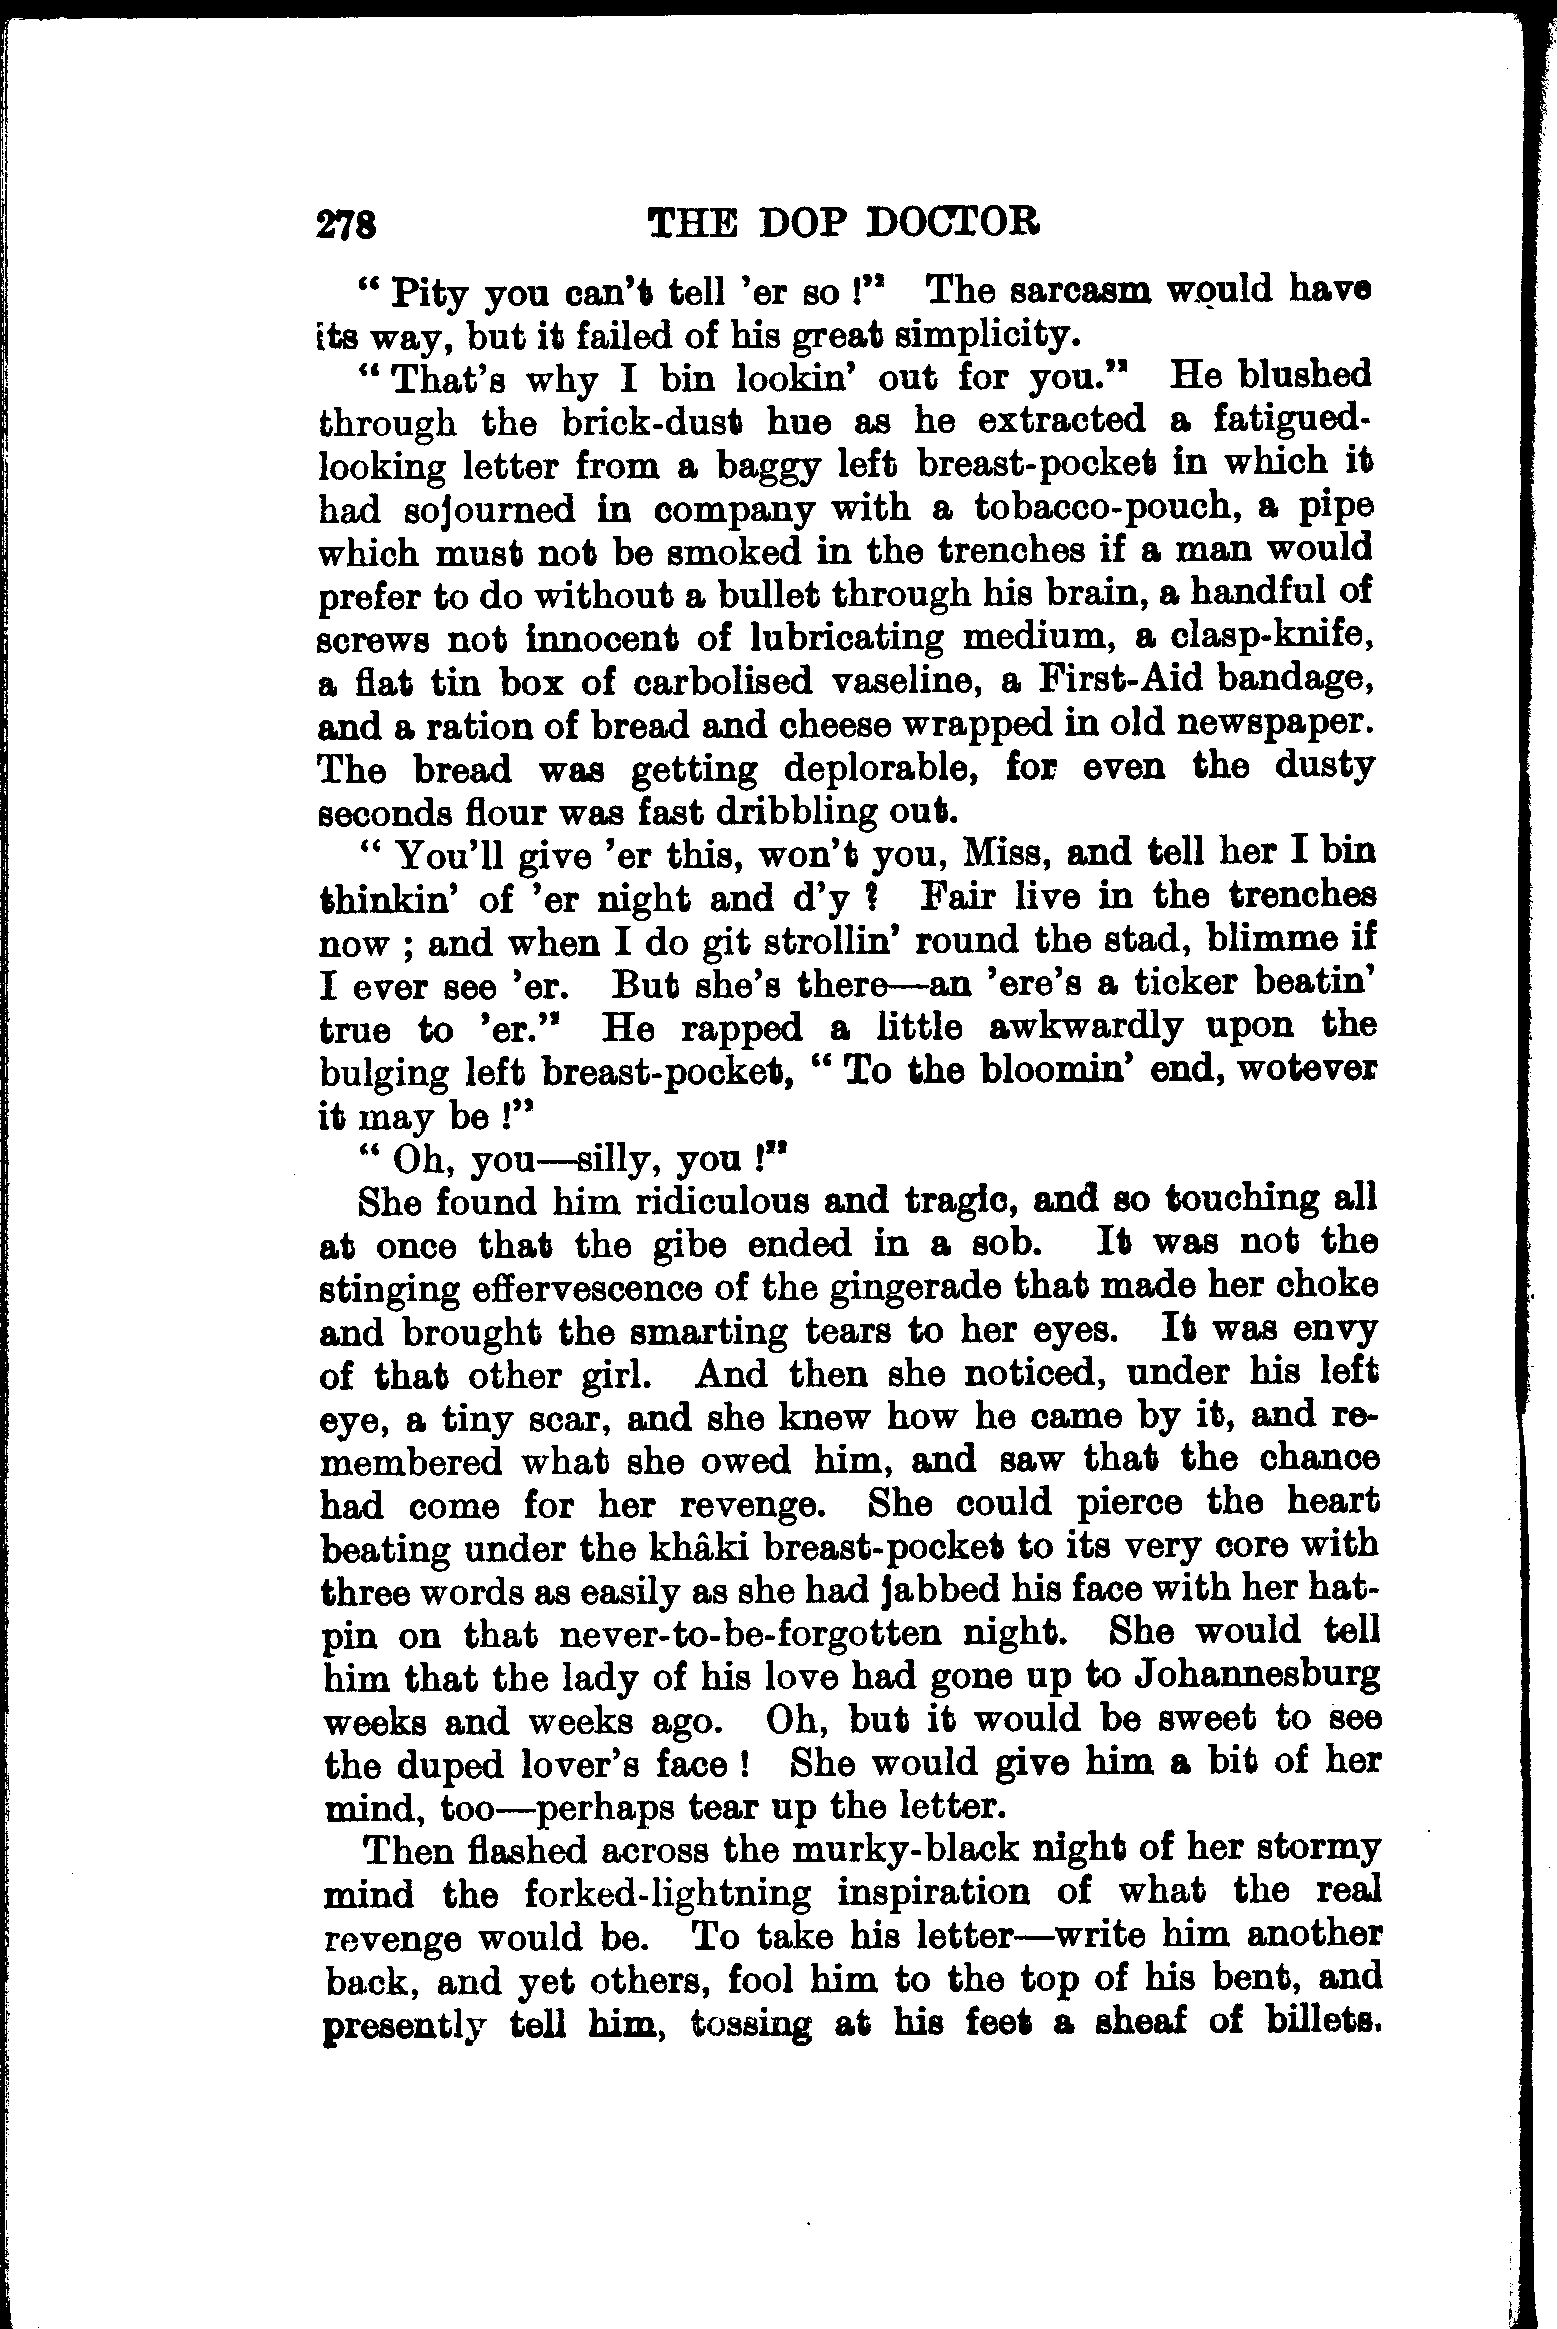 278 THE DOP DOCTOR
“ Pity you can’t tell ’er so !” The sarcasm would have
its way, but it failed of his great simplicity.
“ That’s why I bin lookin’ out for you.” He blushed
through the brick-dust hue as he extracted a fatigued-
looking letter from a baggy left breast-pocket in which it
had sojourned in company with a tobacco-pouch, a pipe
which must not be smoked in the trenches if a man would
prefer to do without a bullet through his brain, a handful of
screws not innocent of lubricating medium, a clasp-knife,
a flat tin box of carbolised vaseline, a First-Aid bandage,
and a ration of bread and cheese wrapped in old newspaper.
The bread was getting deplorable, for even the dusty
seconds flour was fast dribbling out.
“ You’ll give ’er this, won’t you, Miss, and tell her I bin
thinkin’ of ’er night and d’y ? Fair live in the trenches
now ; and when I do git strollin’ round the stad, blimme if
I ever see ’er. But she’s there—an ’ere’s a ticker beatin’
true to ’er.” He rapped a little awkwardly upon the
bulging left breast-pocket, “ To the bloomin’ end, wotever
it may be !”
“ Oh, you—silly, you !”
She found him ridiculous and tragic, and so touching all
at once that the gibe ended in a sob. It was not the
stinging effervescence of the gingerade that made her choke
and brought the smarting tears to her eyes. It was envy
of that other girl. And then she noticed, under his left
eye, a tiny scar, and she knew how he came by it, and re-
membered what she owed him, and saw that the chance
had come for her revenge. She could pierce the heart
beating under the khâki breast-pocket to its very core with
three words as easily as she had jabbed his face with her hat-
pin on that never-to-be-forgotten night. She would tell
him that the lady of his love had gone up to Johannesburg
weeks and weeks ago. Oh, but it would be sweet to see
the duped lover’s face ! She would give him a bit of her
mind, too—perhaps tear up the letter.
Then flashed across the murky-black night of her stormy
mind the forked-lightning inspiration of what the real
revenge would be. To take his letter—write him another
back, and yet others, fool him to the top of his bent, and
presently tell him, tossing at his feet a sheaf of billets.